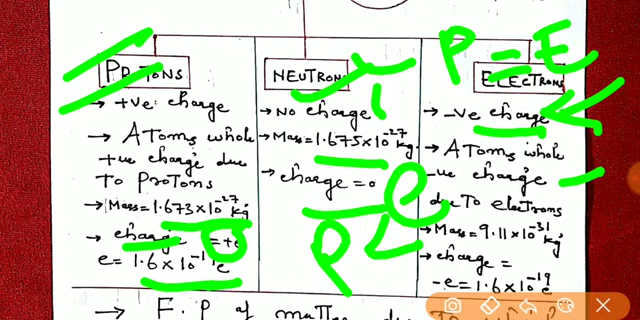 P = E
PROTONS
→ +ve charge
→ Atoms whole
+ve charge due
To Protons
→ Mass = 1.673×10⁻²⁷ kg
→ charge = +e
e = 1.6 × 10⁻¹⁹ e
NEUTRON
→ No charge
→ Mass = 1.675×10⁻²⁷ kg.
→ charge = 0
e
P
ELECTRONS
→ -ve charge
→ Atoms whole
-ve charge
due To electrons
→ Mass = 9.11×10⁻³¹ kg
→ charge =
-e = 1.6×10⁻¹⁹ e
→ F.P of matter